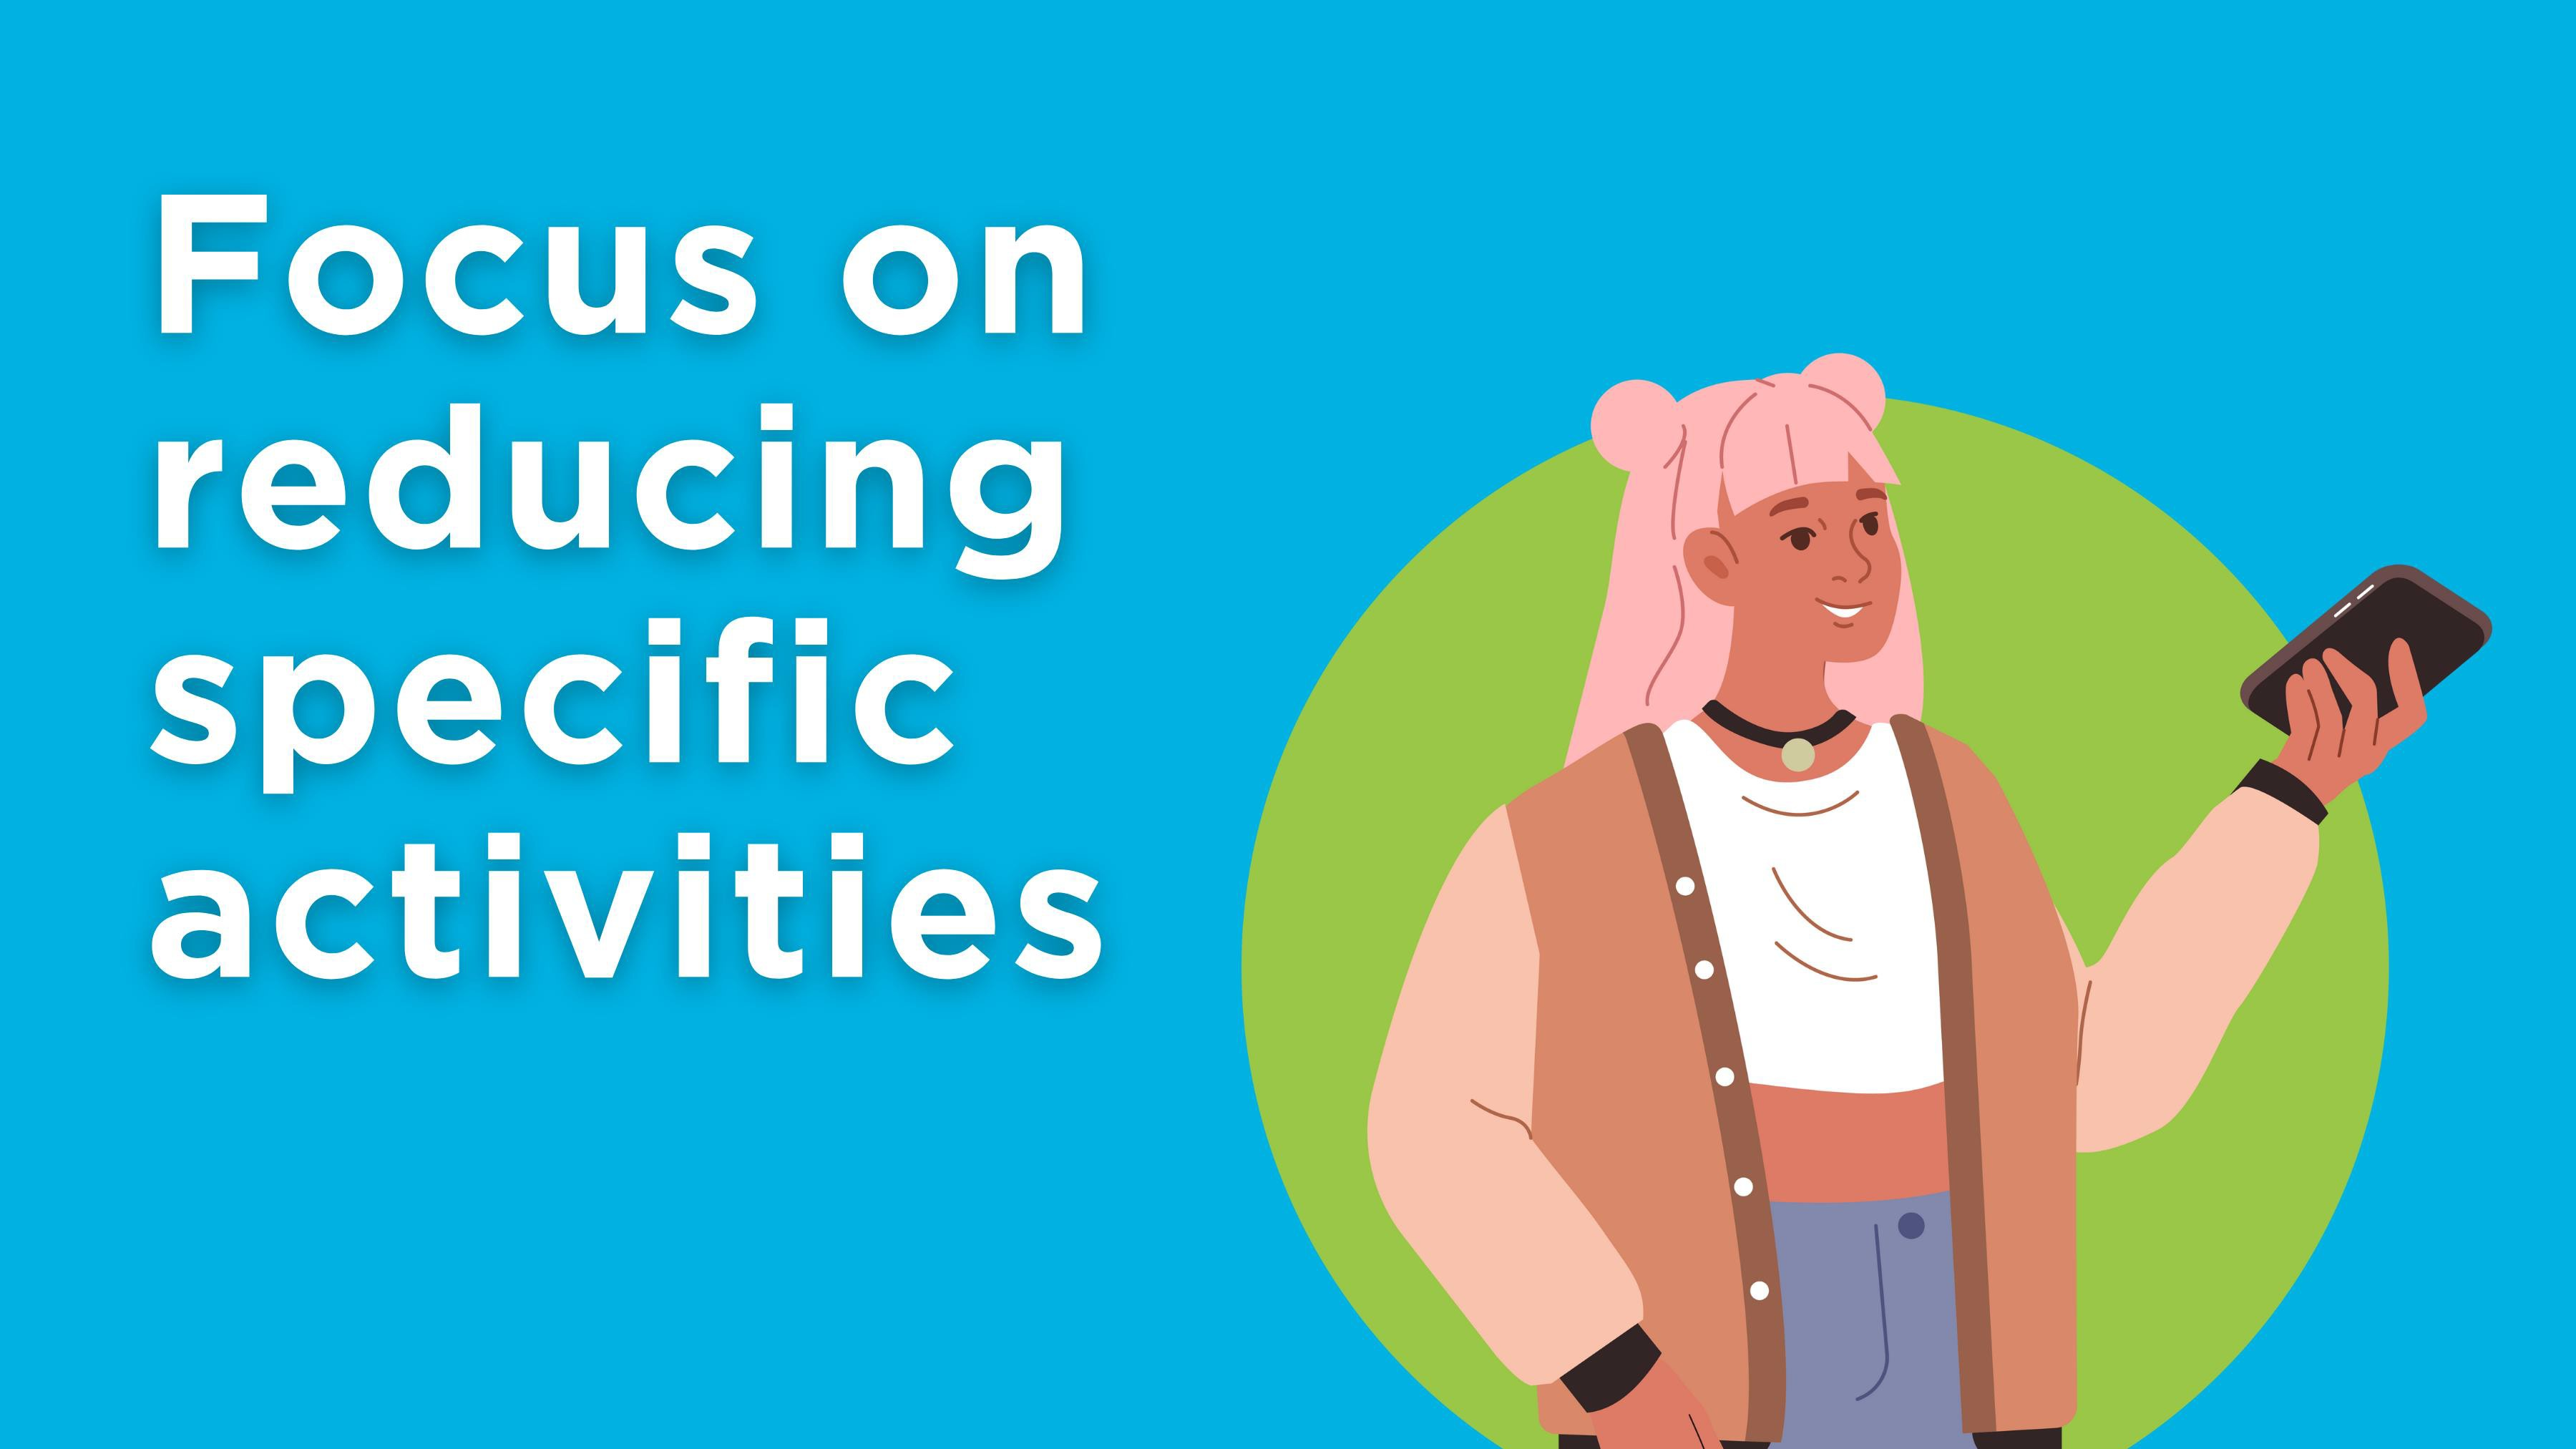 Focus on
reducing
specific
activities